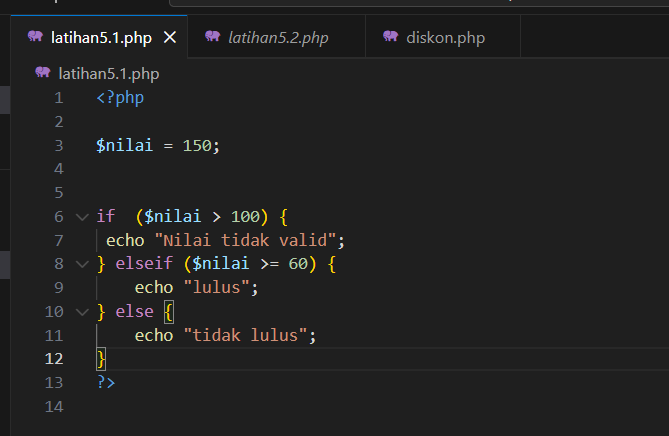 latihan5.1.php × latihan5.2.php diskon.php
latihan5.1.php
1 <?php
2
3 $nilai = 150;
4
5
6 if  ($nilai > 100) {
7  echo "Nilai tidak valid";
8 } elseif ($nilai >= 60) {
9     echo "lulus";
10 } else {
11     echo "tidak lulus";
12 }
13 ?>
14